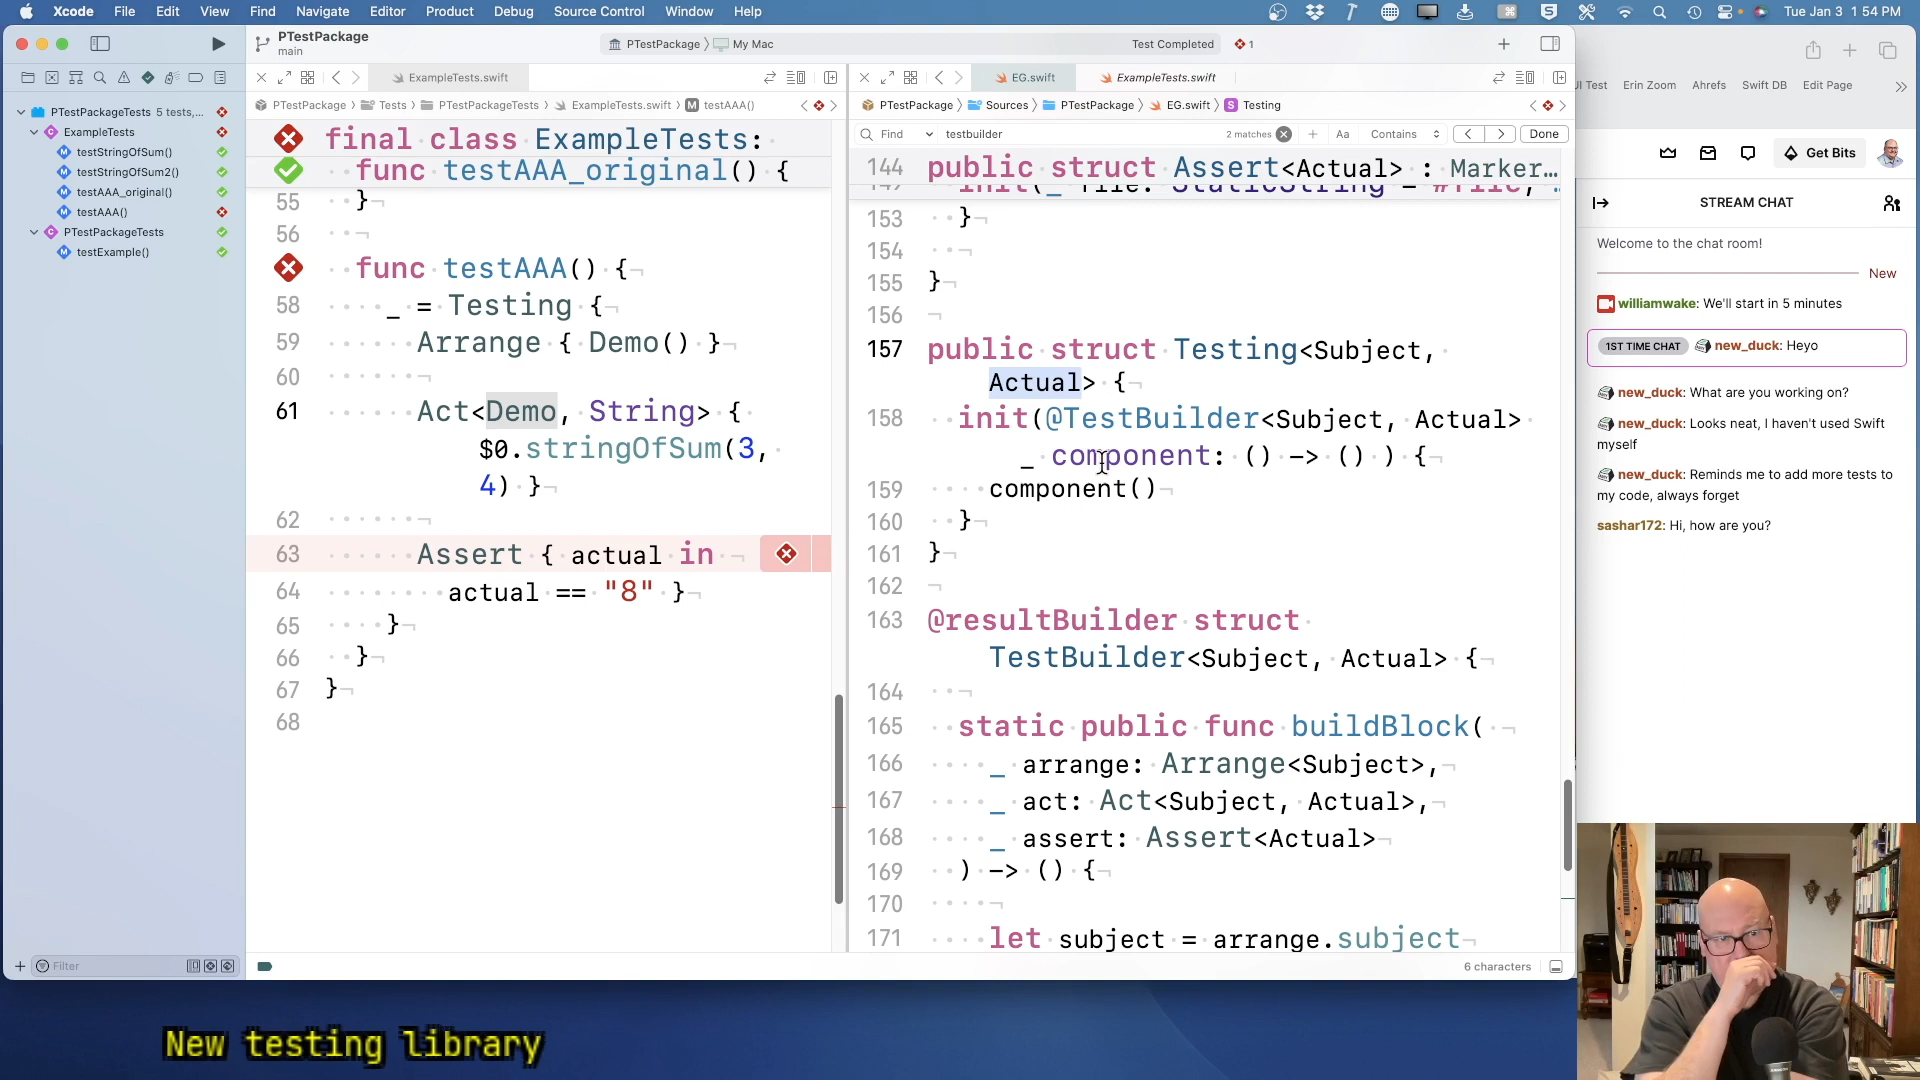 Xcode File Edit View Find Navigate Editor Product Debug Source Control Window Help Tue Jan 3 1 54 PM
PTestPackage
main
PTestPackage My Mac Test Completed 1
ExampleTests.swift
EG.swift ExampleTests.swift
PTestPackage Tests PTestPackageTests ExampleTests.swift M testAAA()
PTestPackage Sources PTestPackage EG.swift S Testing
Find testbuilder 2 matches Aa Contains Done
PTestPackageTests 5 tests,...
ExampleTests
testStringOfSum()
testStringOfSum2()
testAAA_original()
testAAA()
PTestPackageTests
testExample()
Filter
final class ExampleTests:
func testAAA_original() {
55 }
56
func testAAA() {
58 _ = Testing {
59 Arrange { Demo() }
60
61 Act<Demo, String> {
$0.stringOfSum(3,
4) }
62
63 Assert { actual in
64 actual == "8" }
65 }
66 }
67 }
68
144 public struct Assert<Actual> : Marker...
init(_ file: StaticString = #file,
153 }
154
155 }
156
157 public struct Testing<Subject,
Actual> {
158 init(@TestBuilder<Subject, Actual>
_ component: () -> () ) {
159 component()
160 }
161 }
162
163 @resultBuilder struct
TestBuilder<Subject, Actual> {
164
165 static public func buildBlock(
166 _ arrange: Arrange<Subject>,
167 _ act: Act<Subject, Actual>,
168 _ assert: Assert<Actual>
169 ) -> () {
170
171 let subject = arrange.subject
6 characters
UI Test Erin Zoom Ahrefs Swift DB Edit Page
Get Bits
STREAM CHAT
Welcome to the chat room!
New
williamwake: We'll start in 5 minutes
1ST TIME CHAT new_duck: Heyo
new_duck: What are you working on?
new_duck: Looks neat, I haven't used Swift
myself
new_duck: Reminds me to add more tests to
my code, always forget
sashar172: Hi, how are you?
New testing library